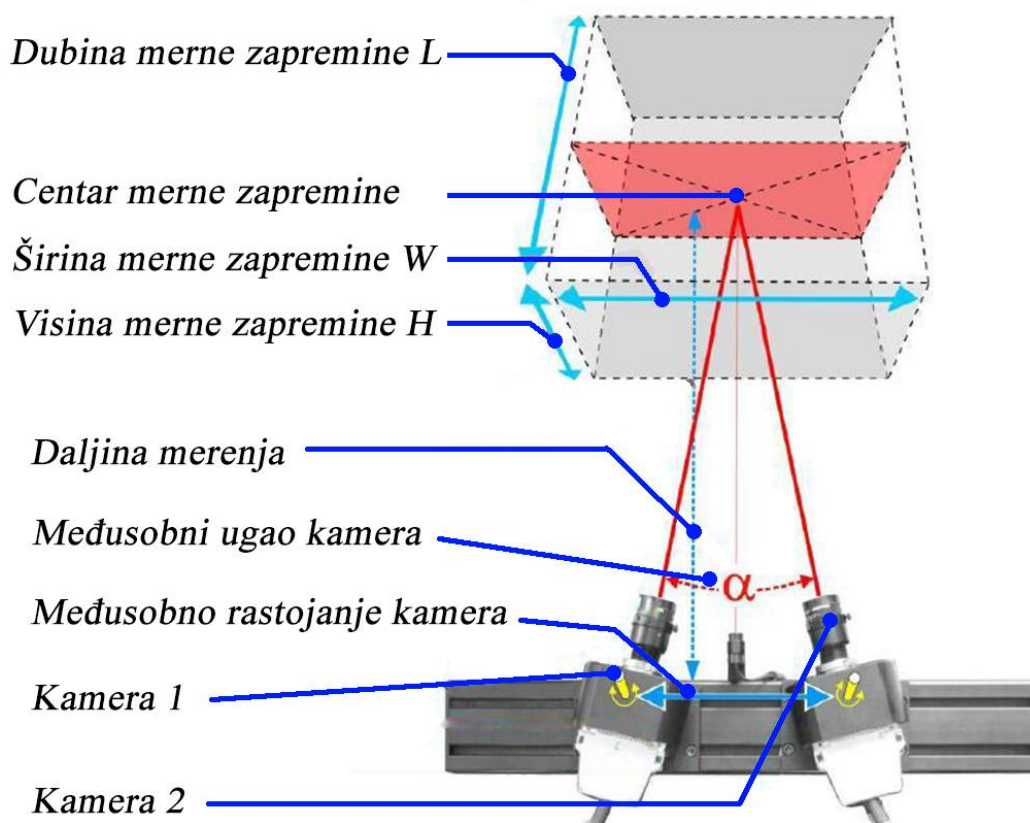 Dubina merne zapremine L
Centar merne zapremine
Širina merne zapremine W
Visina merne zapremine H
Daljina merenja
Međusobni ugao kamera
α
Međusobno rastojanje kamera
Kamera 1
Kamera 2